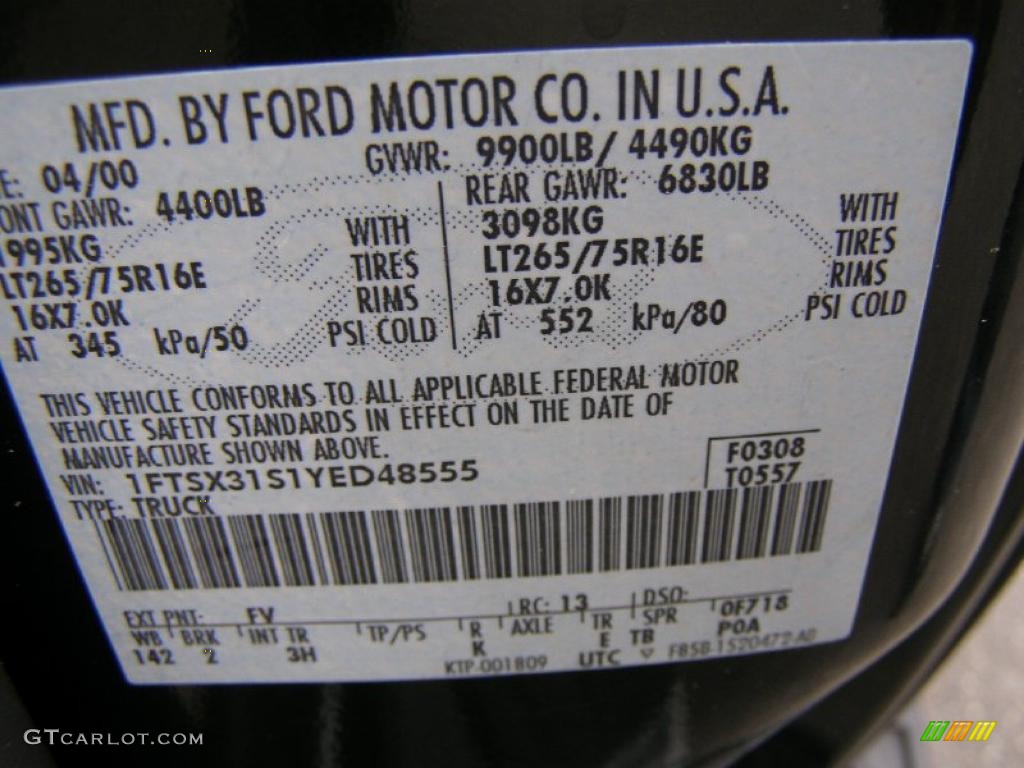 MFD. BY FORD MOTOR CO. IN U.S.A.
E: 04/00 GVWR: 9900LB/ 4490KG
ONT GAWR: 4400LB REAR GAWR: 6830LB
1995KG WITH 3098KG WITH
LT265/75R16E TIRES LT265/75R16E TIRES
16X7.0K RIMS 16X7.0K RIMS
AT 345 kPa/50 PSI COLD AT 552 kPa/80 PSI COLD
THIS VEHICLE CONFORMS TO ALL APPLICABLE FEDERAL MOTOR
VEHICLE SAFETY STANDARDS IN EFFECT ON THE DATE OF
MANUFACTURE SHOWN ABOVE.
F0308
VIN: 1FTSX31S1YED48555
T0557
TYPE: TRUCK
EXT PNT: FV RC: 13 DSO:
WB BRK INT TR TP/PS R AXLE TR SPR 0F718
142 2 3H K E TB P0A
KTP-001809 UTC F85B-1520472-AB
GTCARLOT.COM